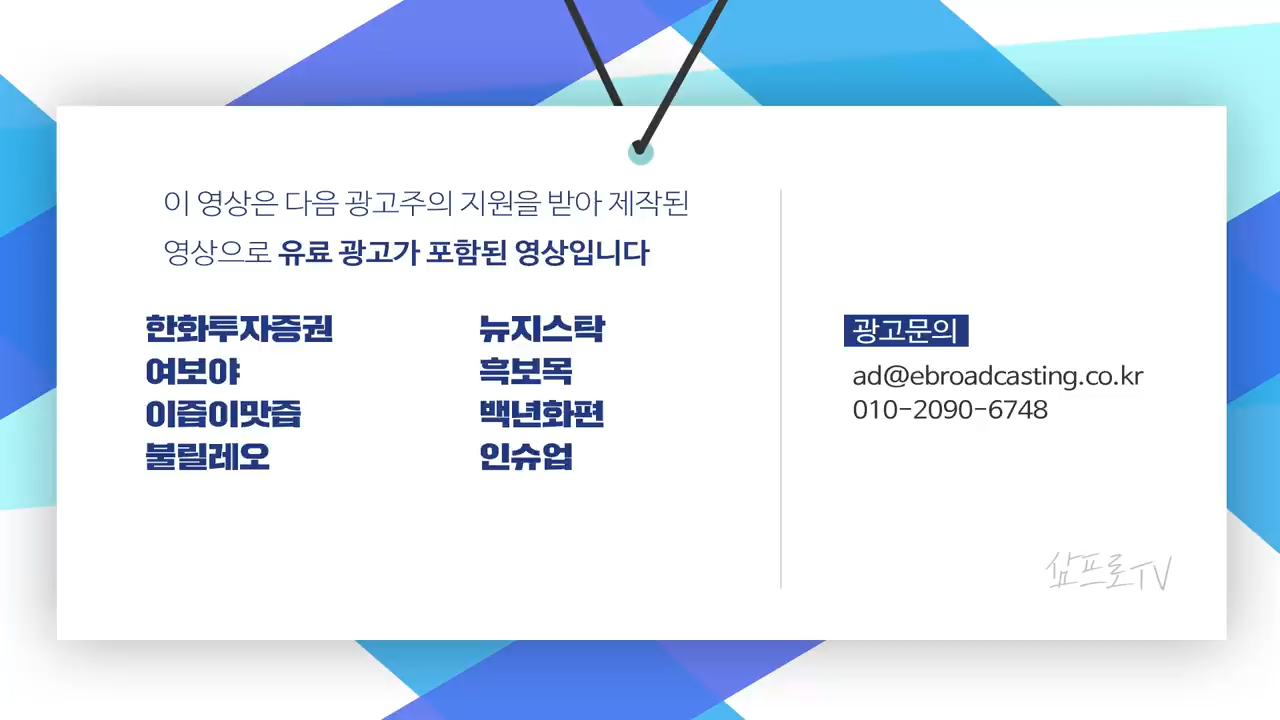 이 영상은 다음 광고주의 지원을 받아 제작된
영상으로 유료 광고가 포함된 영상입니다
한화투자증권
여보야
이즙이맛즙
불릴레오
뉴지스탁
흑보목
백년화편
인슈업
광고문의
ad@ebroadcasting.co.kr
010-2090-6748
삼프로TV